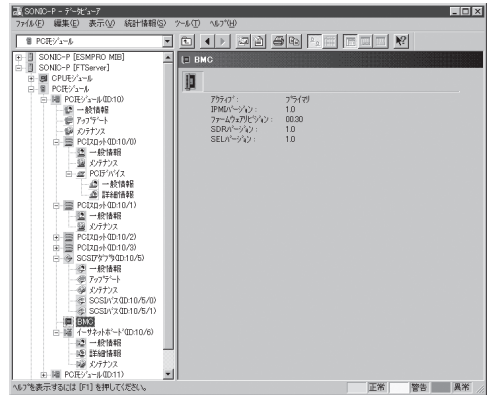 SONIC-P - ﾃﾞｰﾀﾋﾞｭｰｱ
ﾌｧｲﾙ(F) 編集(E) 表示(V) 統計情報(S) ﾂｰﾙ(T) ﾍﾙﾌﾟ(H)
PCIﾓｼﾞｭｰﾙ
SONIC-P [ESMPRO MIB]
SONIC-P [FTServer]
CPUﾓｼﾞｭｰﾙ
PCIﾓｼﾞｭｰﾙ
PCIﾓｼﾞｭｰﾙ(ID:10)
一般情報
ｱｯﾌﾟﾃﾞｰﾄ
ﾒﾝﾃﾅﾝｽ
PCIｽﾛｯﾄ(ID:10/0)
一般情報
ﾒﾝﾃﾅﾝｽ
PCIﾃﾞﾊﾞｲｽ
一般情報
詳細情報
PCIｽﾛｯﾄ(ID:10/1)
一般情報
ﾒﾝﾃﾅﾝｽ
PCIｽﾛｯﾄ(ID:10/2)
PCIｽﾛｯﾄ(ID:10/3)
SCSIｱﾀﾞﾌﾟﾀ(ID:10/5)
一般情報
ｱｯﾌﾟﾃﾞｰﾄ
ﾒﾝﾃﾅﾝｽ
SCSIﾊﾞｽ(ID:10/5/0)
SCSIﾊﾞｽ(ID:10/5/1)
BMC
ｲｰｻﾈｯﾄﾎﾞｰﾄﾞ(ID:10/6)
一般情報
詳細情報
ﾒﾝﾃﾅﾝｽ
PCIﾓｼﾞｭｰﾙ(ID:11)
BMC
ｱｸﾃｨﾌﾞ: ﾌﾟﾗｲﾏﾘ
IPMIﾊﾞｰｼﾞｮﾝ: 1.0
ﾌｧｰﾑｳｪｱﾘﾋﾞｼﾞｮﾝ: 00.30
SDRﾊﾞｰｼﾞｮﾝ: 1.0
SELﾊﾞｰｼﾞｮﾝ: 1.0
ﾍﾙﾌﾟを表示するには [F1] を押してください。
正常 警告 異常